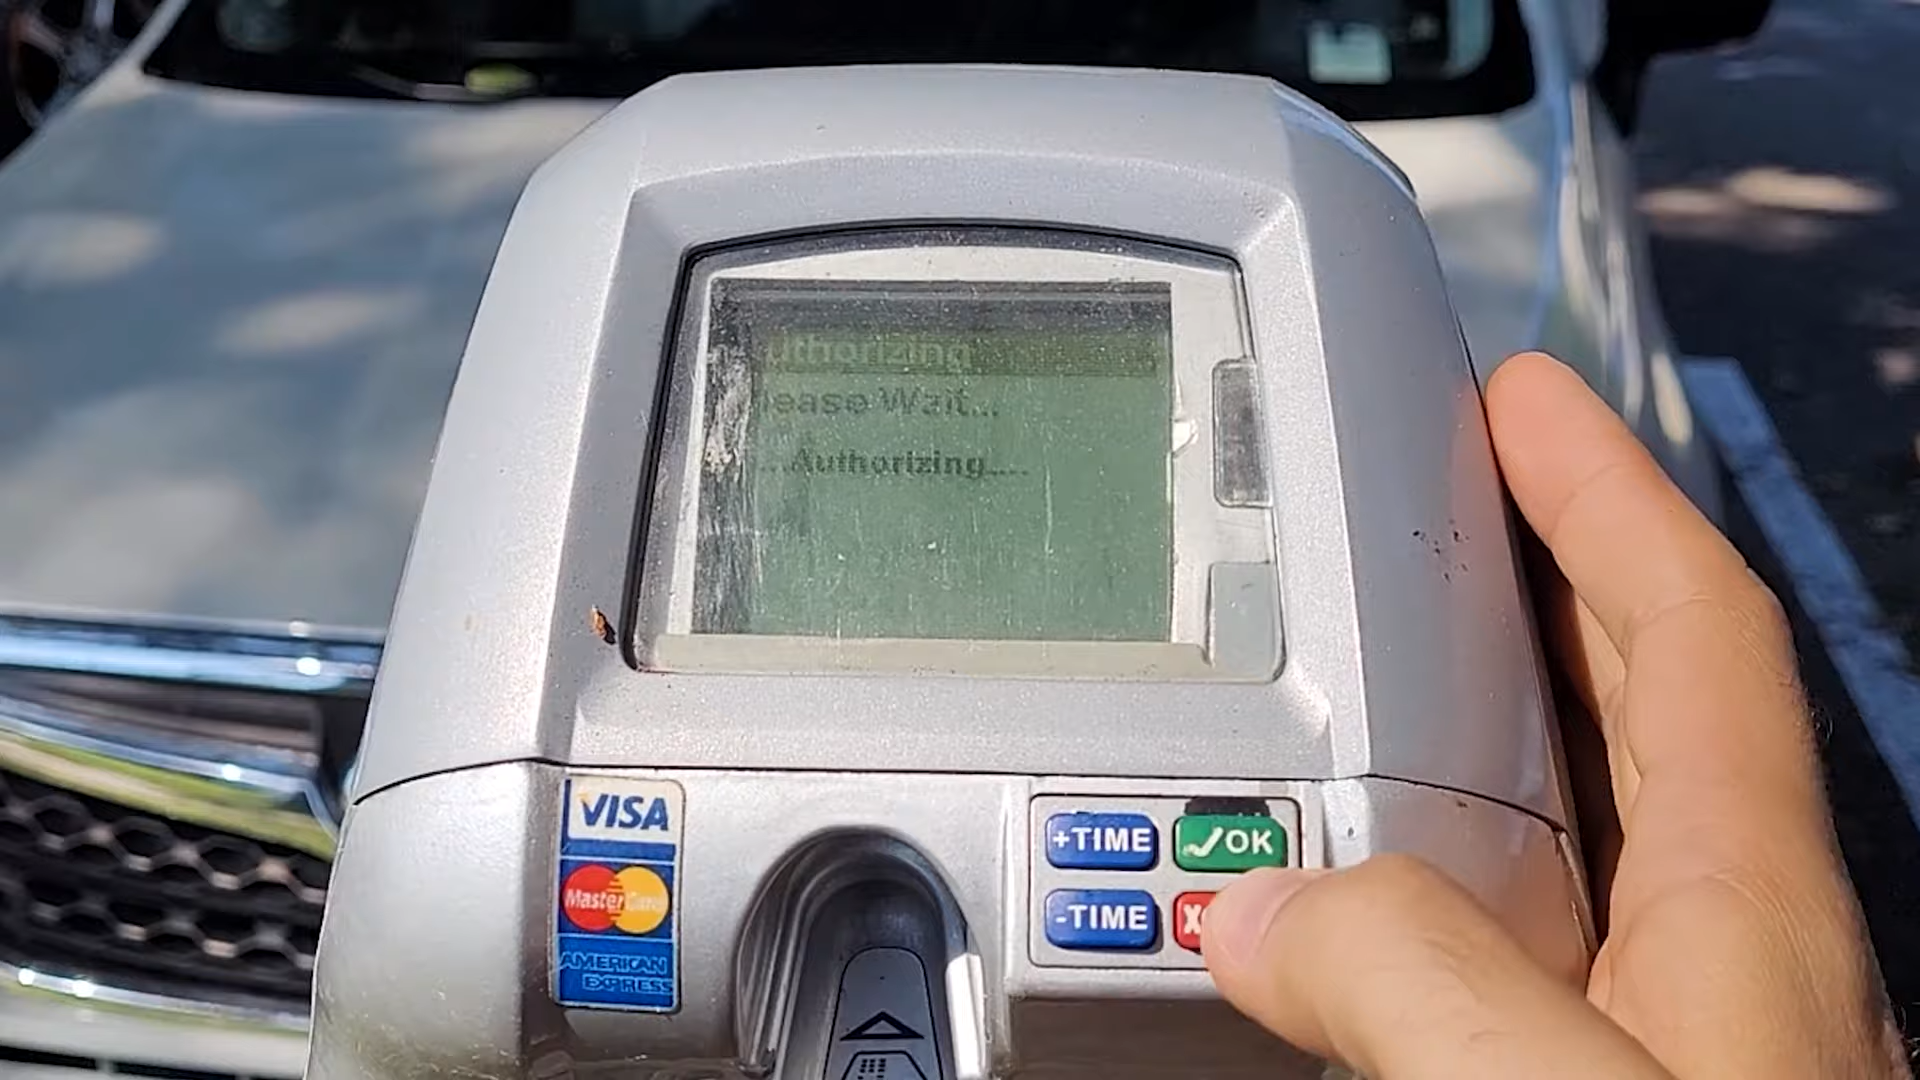 uthorizing
lease Wait...
...Authorizing....
VISA
MasterCard
AMERICAN
EXPRESS
+TIME
OK
-TIME
X